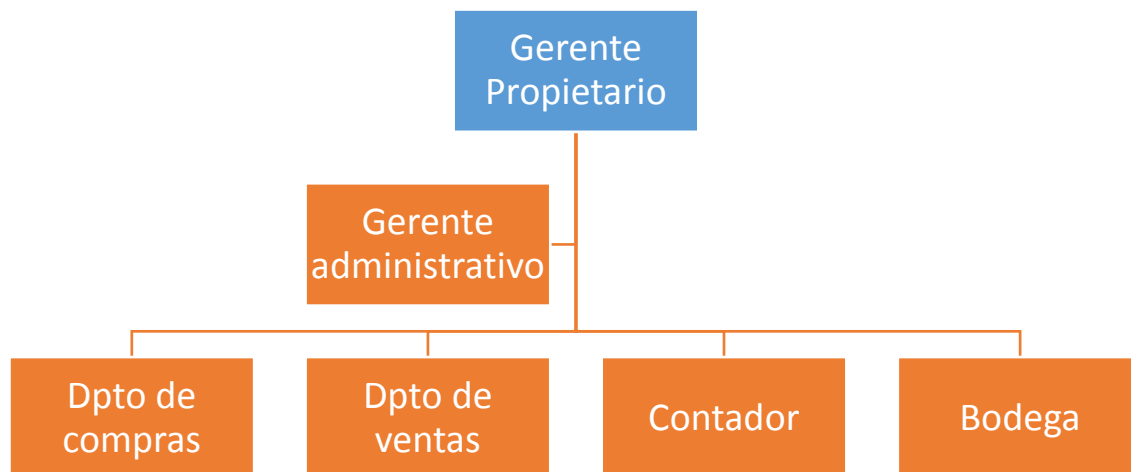 Gerente
Propietario
Gerente
administrativo
Dpto de
compras
Dpto de
ventas
Contador
Bodega